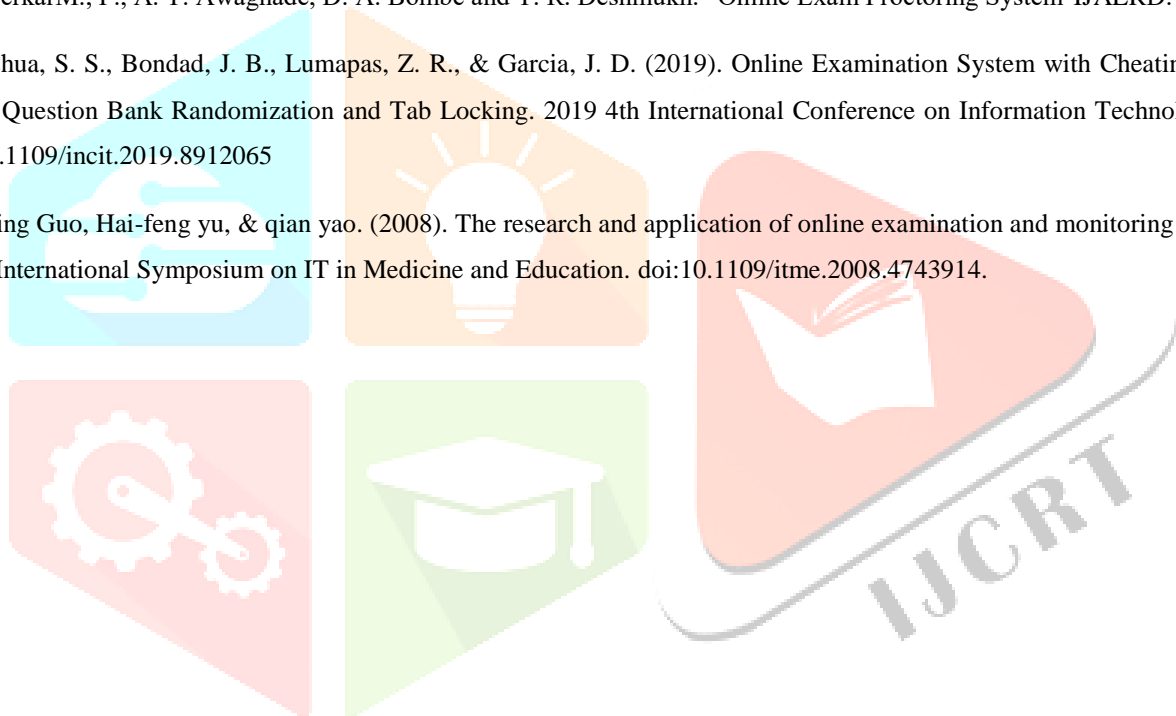 P., A. T. Awaghade, D. A. Bombe and T. R. Deshmukh. Online Exam Proctoring System IJAERD.
hua, S. S., Bondad, J. B., Lumapas, Z. R., & Garcia, J. D. (2019). Online Examination System with Cheatin
Question Bank Randomization and Tab Locking. 2019 4th International Conference on Information Technol
.1109/incit.2019.8912065
ing Guo, Hai-feng yu, & qian yao. (2008). The research and application of online examination and monitoring
International Symposium on IT in Medicine and Education. doi:10.1109/itme.2008.4743914.
IJCRT